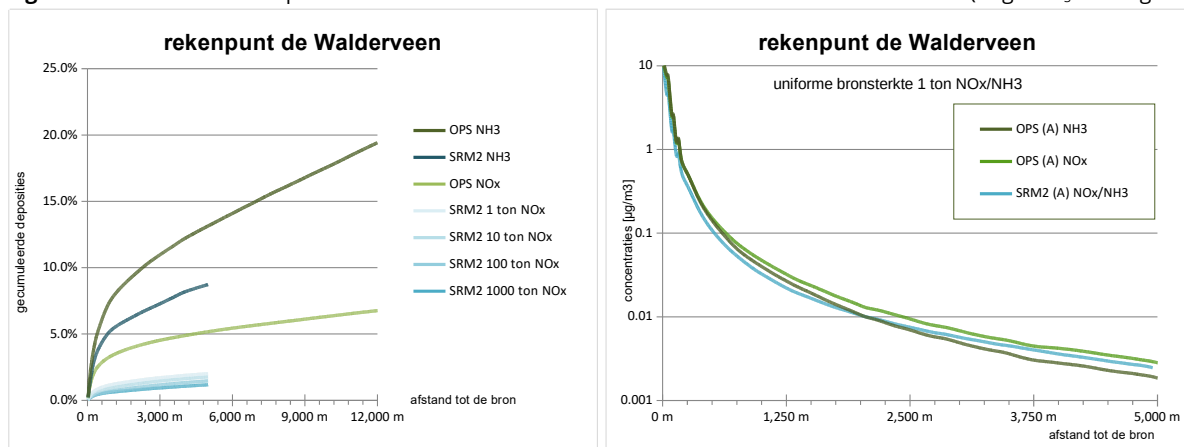 rekenpunt de Walderveen
25.0%
20.0%
15.0%
10.0%
5.0%
0.0%
gecumuleerde deposities
0 m
3,000 m
6,000 m
9,000 m
12,000 m
afstand tot de bron
OPS NH3
SRM2 NH3
OPS NOx
SRM2 1 ton NOx
SRM2 10 ton NOx
SRM2 100 ton NOx
SRM2 1000 ton NOx
rekenpunt de Walderveen
uniforme bronsterkte 1 ton NOx/NH3
10
1
0.1
0.01
0.001
concentraties [µg/m3]
OPS (A) NH3
OPS (A) NOx
SRM2 (A) NOx/NH3
0 m
1,250 m
2,500 m
3,750 m
5,000 m
afstand tot de bron